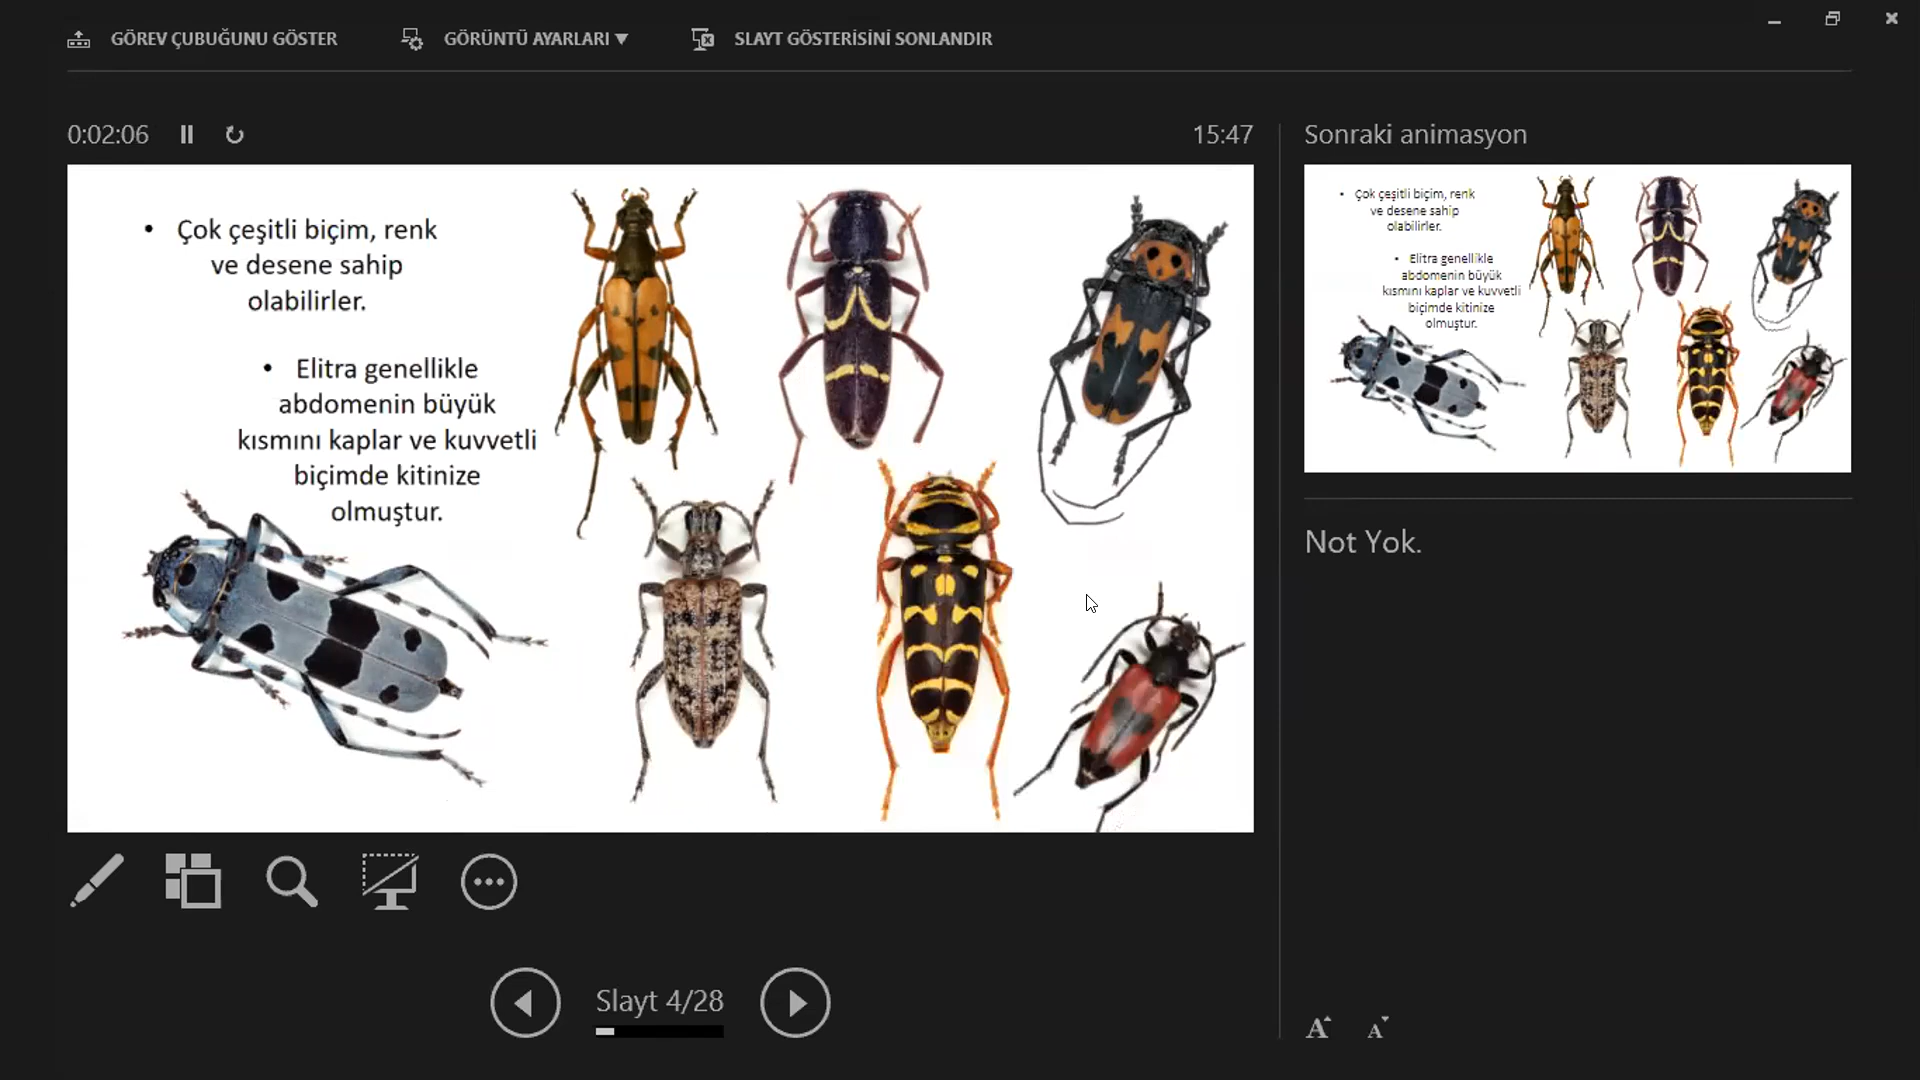 GÖREV ÇUBUĞUNU GÖSTER
GÖRÜNTÜ AYARLARI
SLAYT GÖSTERİSİNİ SONLANDIR
0:02:06
15:47
Sonraki animasyon
• Çok çeşitli biçim, renk
ve desene sahip
olabilirler.
• Elitra genellikle
abdomenin büyük
kısmını kaplar ve kuvvetli
biçimde kitinize
olmuştur.
• Çok çeşitli biçim, renk
ve desene sahip
olabilirler.
• Elitra genellikle
abdomenin büyük
kısmını kaplar ve kuvvetli
biçimde kitinize
olmuştur.
Not Yok.
Slayt 4/28
A A